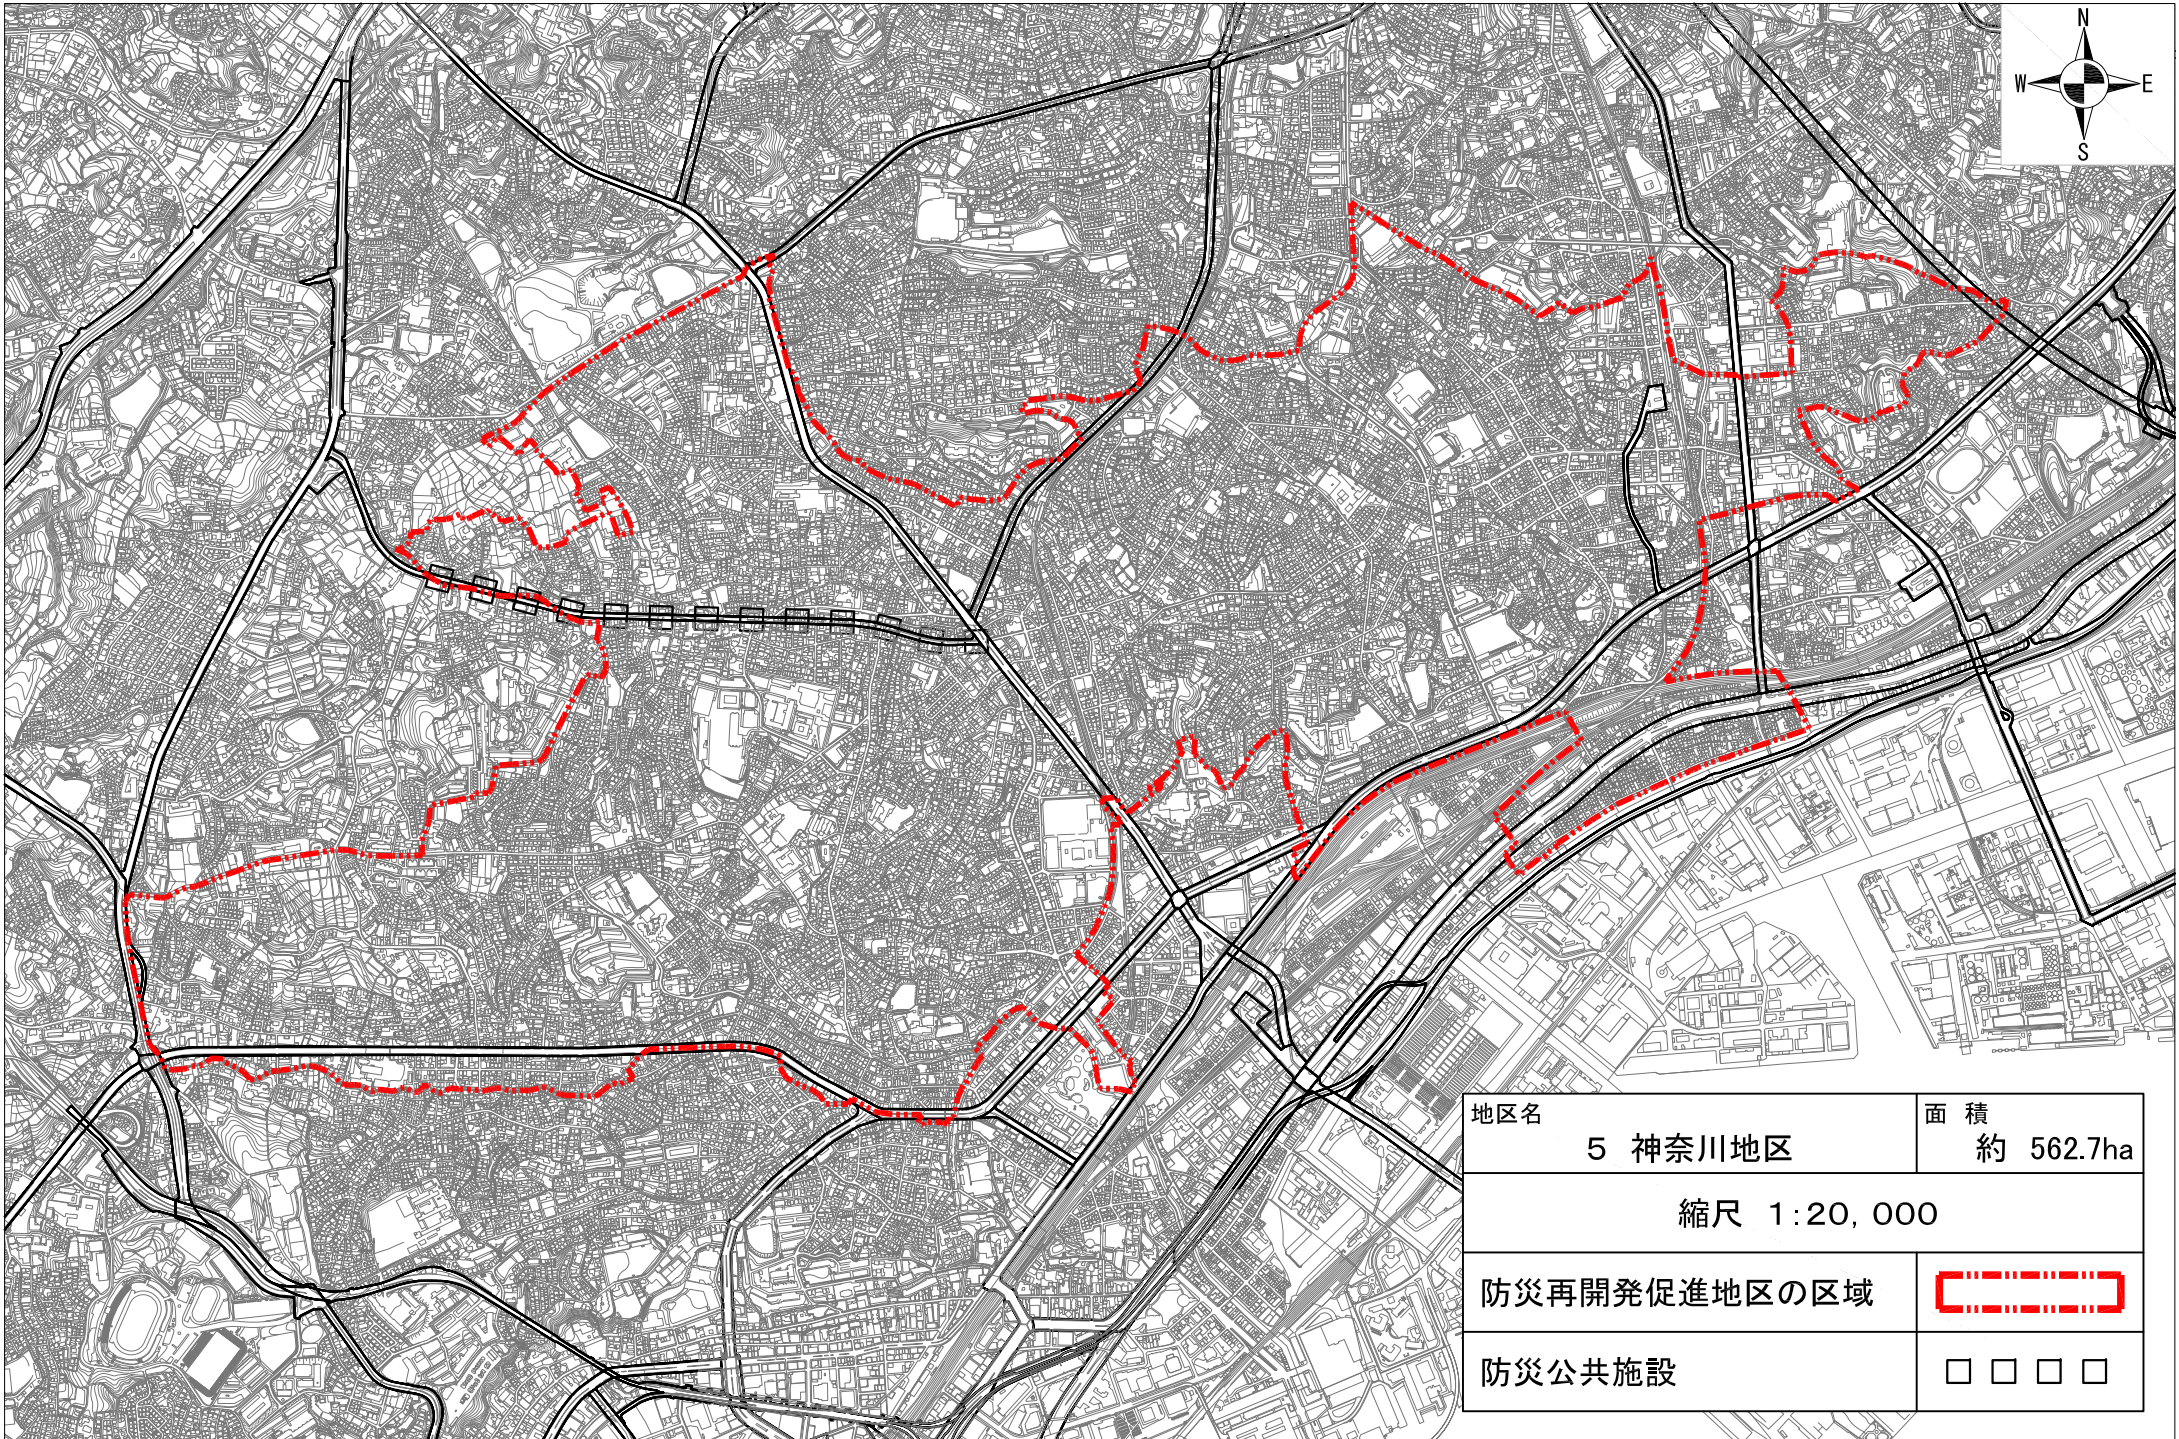 N
W E
S
地区名
5 神奈川地区
面 積
約 562.7ha
縮尺 1:20,000
防災再開発促進地区の区域
防災公共施設